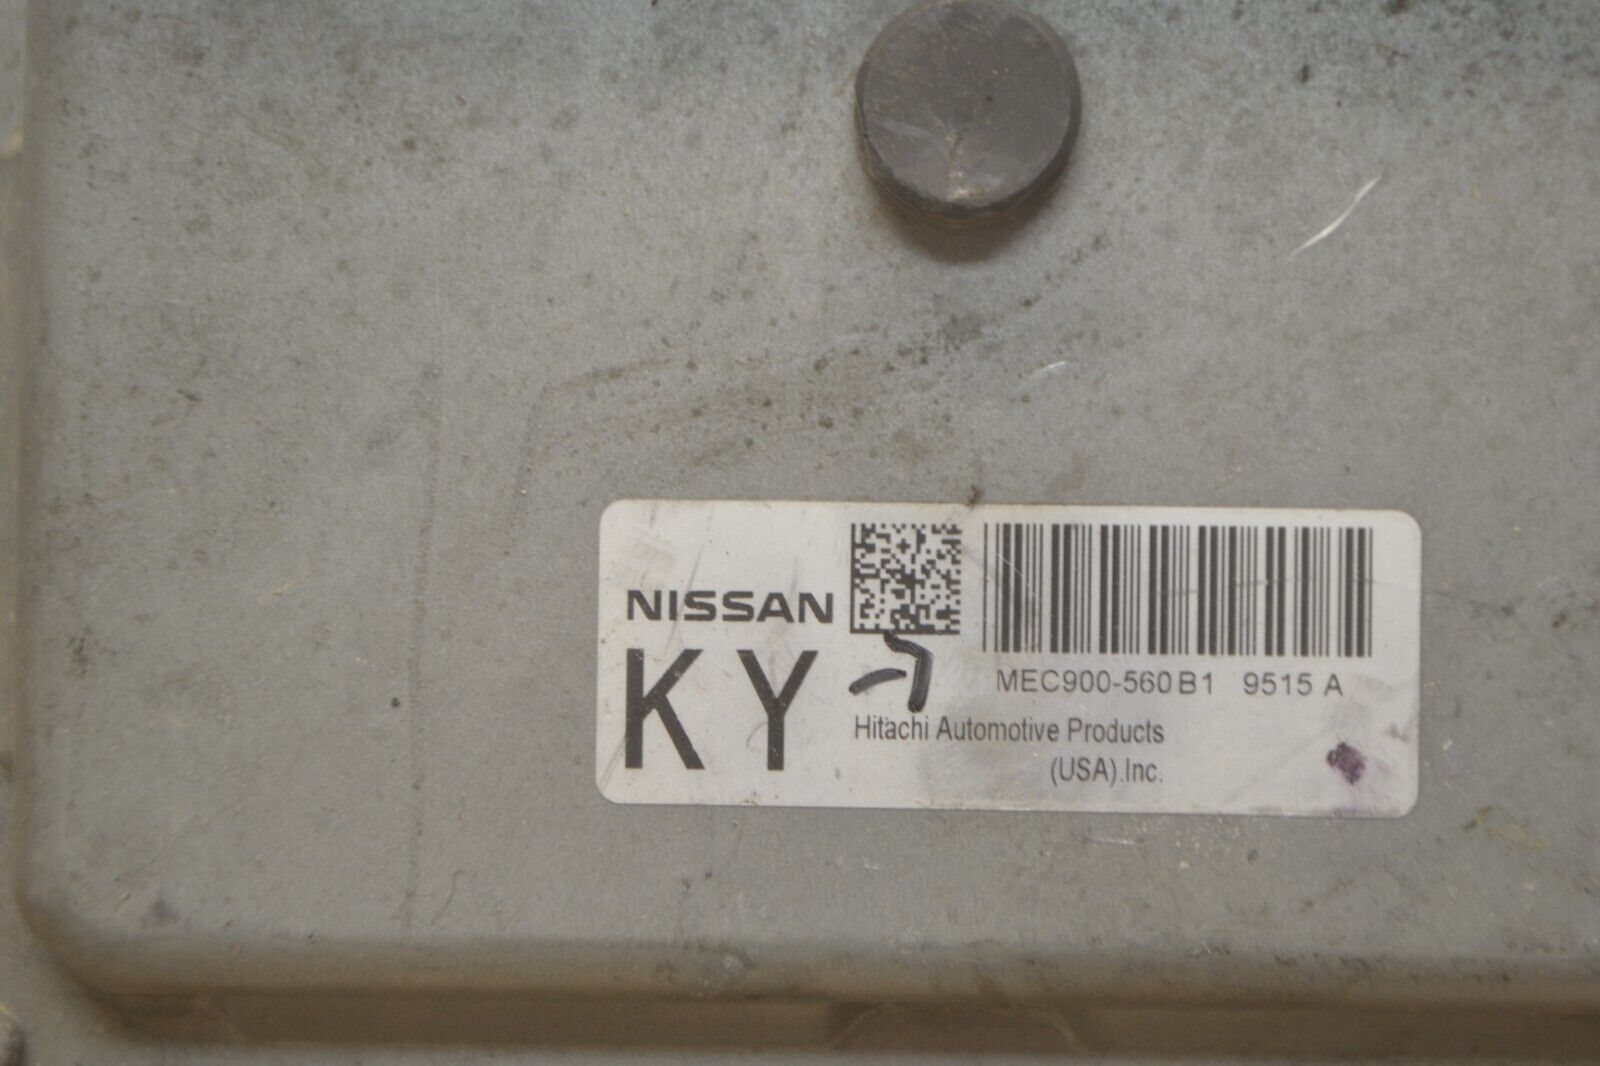 NISSAN
KY
MEC900-560 B1 9515 A
Hitachi Automotive Products
(USA).Inc.